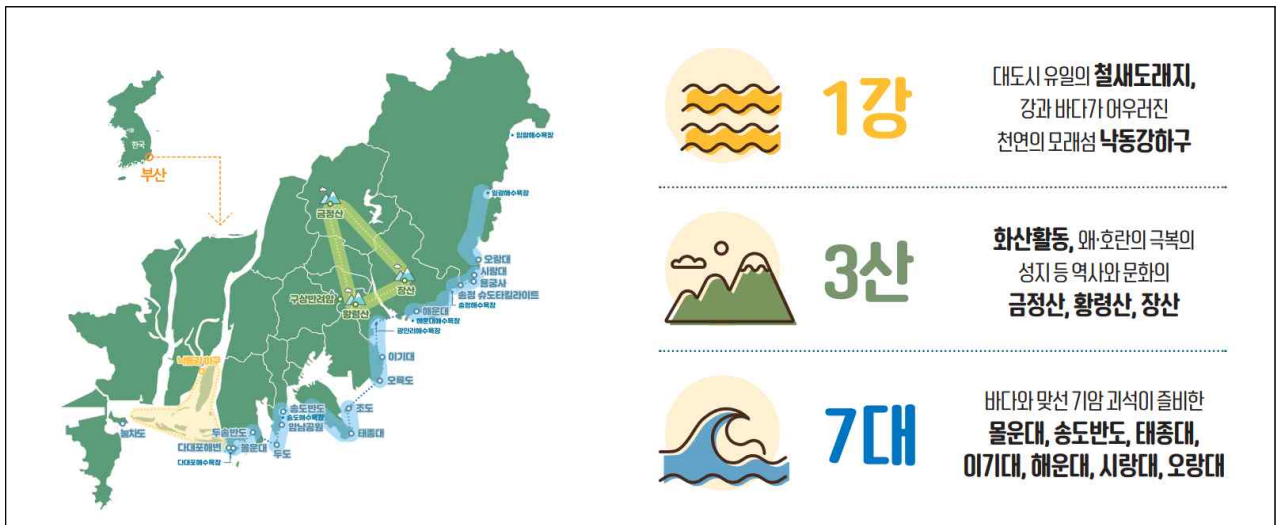 한국
부산
임랑해수욕장
일광해수욕장
금정산
오랑대
시랑대
용궁사
장산
송정 슈도타킬라이트
송정해수욕장
구상반려암
황령산
해운대
해운대해수욕장
광안리해수욕장
이기대
오륙도
낙동강하구
송도반도
송도해수욕장
암남공원
조도
태종대
눌차도
두송반도
다대포해변
몰운대
두도
다대포해수욕장
1강
대도시 유일의 철새도래지,
강과 바다가 어우러진
천연의 모래섬 낙동강하구
3산
화산활동, 왜·호란의 극복의
성지 등 역사와 문화의
금정산, 황령산, 장산
7대
바다와 맞선 기암 괴석이 즐비한
몰운대, 송도반도, 태종대,
이기대, 해운대, 시랑대, 오랑대